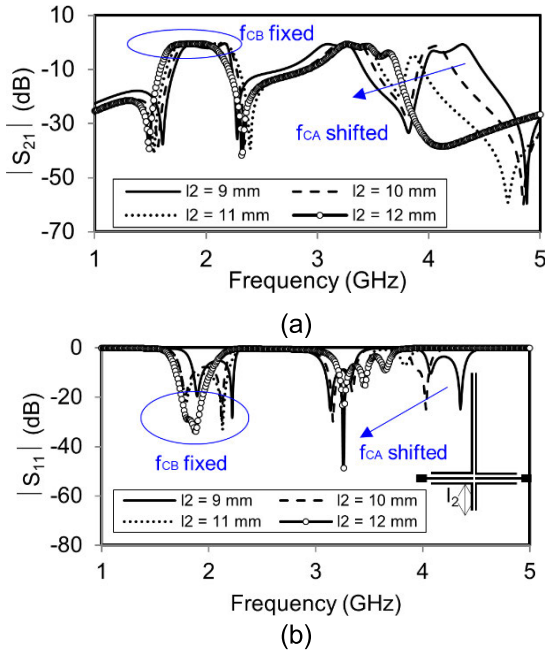 10
-10
-30
-50
-70
| S21 | (dB)
fCB fixed
fCA shifted
l2 = 9 mm
l2 = 10 mm
l2 = 11 mm
l2 = 12 mm
1 2 3 4 5
Frequency (GHz)
(a)
0
-20
-40
-60
-80
| S11 | (dB)
fCB fixed
fCA shifted
l2 = 9 mm
l2 = 10 mm
l2 = 11 mm
l2 = 12 mm
l2
1 2 3 4 5
Frequency (GHz)
(b)